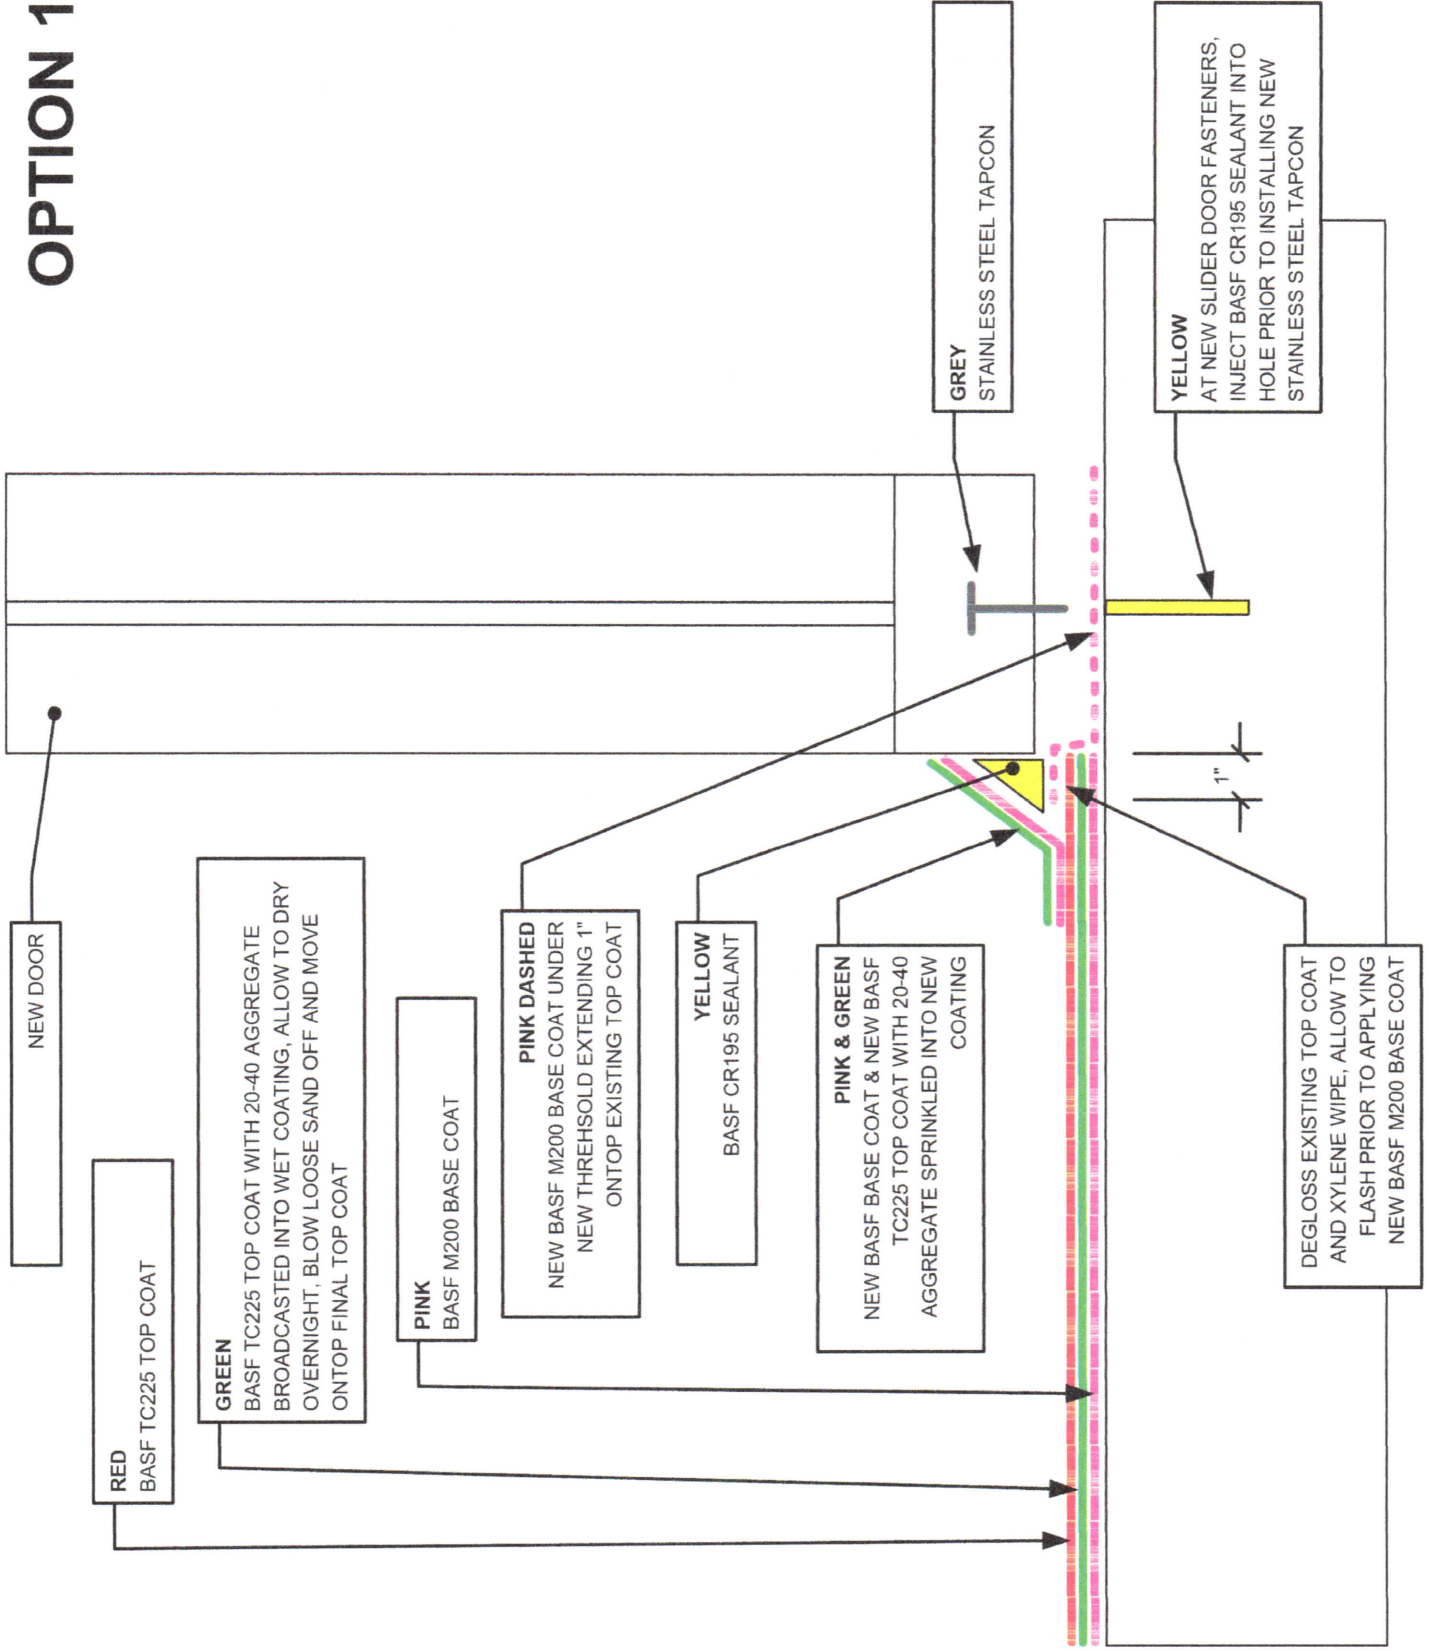 OPTION 1
NEW DOOR
RED
BASF TC225 TOP COAT
GREEN
BASF TC225 TOP COAT WITH 20-40 AGGREGATE
BROADCASTED INTO WET COATING, ALLOW TO DRY
OVERNIGHT, BLOW LOOSE SAND OFF AND MOVE
ONTOP FINAL TOP COAT
PINK
BASF M200 BASE COAT
PINK DASHED
NEW BASF M200 BASE COAT UNDER
NEW THREHSOLD EXTENDING 1"
ONTOP EXISTING TOP COAT
YELLOW
BASF CR195 SEALANT
PINK & GREEN
NEW BASF BASE COAT & NEW BASF
TC225 TOP COAT WITH 20-40
AGGREGATE SPRINKLED INTO NEW
COATING
DEGLOSS EXISTING TOP COAT
AND XYLENE WIPE, ALLOW TO
FLASH PRIOR TO APPLYING
NEW BASF M200 BASE COAT
1"
GREY
STAINLESS STEEL TAPCON
YELLOW
AT NEW SLIDER DOOR FASTENERS,
INJECT BASF CR195 SEALANT INTO
HOLE PRIOR TO INSTALLING NEW
STAINLESS STEEL TAPCON